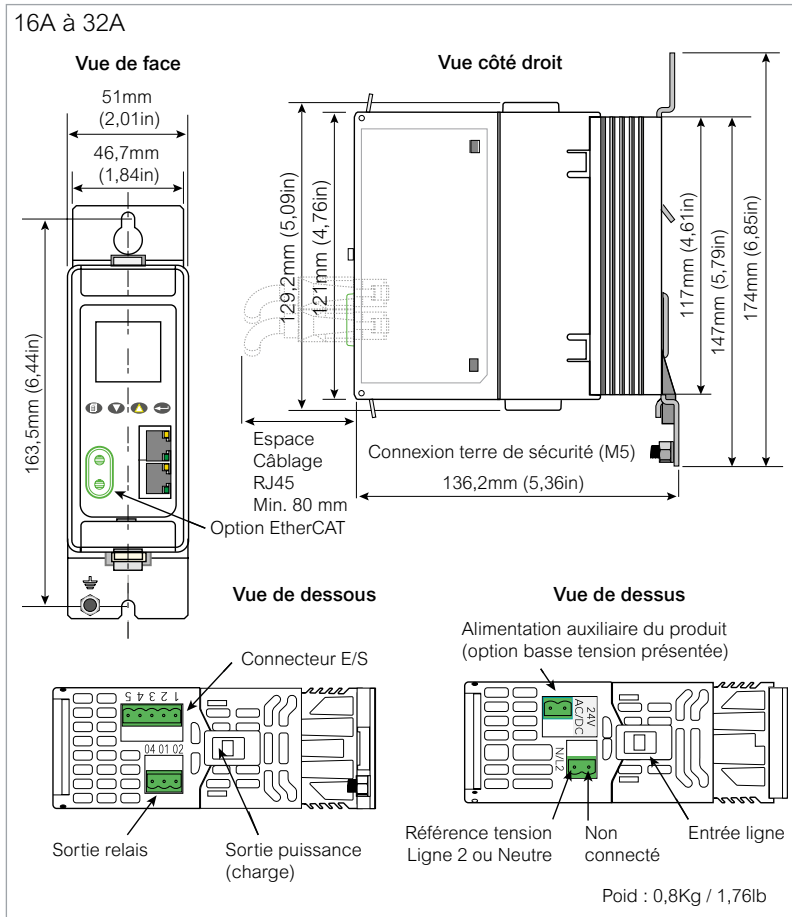 16A à 32A
Vue de face
Vue côté droit
51mm
(2,01in)
46,7mm
(1,84in)
163,5mm (6,44in)
129,2mm (5,09in)
121mm (4,76in)
117mm (4,61in)
147mm (5,79in)
174mm (6,85in)
Espace
Câblage
RJ45
Min. 80 mm
Connexion terre de sécurité (M5)
136,2mm (5,36in)
Option EtherCAT
Vue de dessous
Vue de dessus
Connecteur E/S
5 4 3 2 1
04 01 02
Sortie relais
Sortie puissance
(charge)
Alimentation auxiliaire du produit
(option basse tension présentée)
24V
AC/DC
N/L2
Référence tension
Ligne 2 ou Neutre
Non
connecté
Entrée ligne
Poid : 0,8Kg / 1,76lb